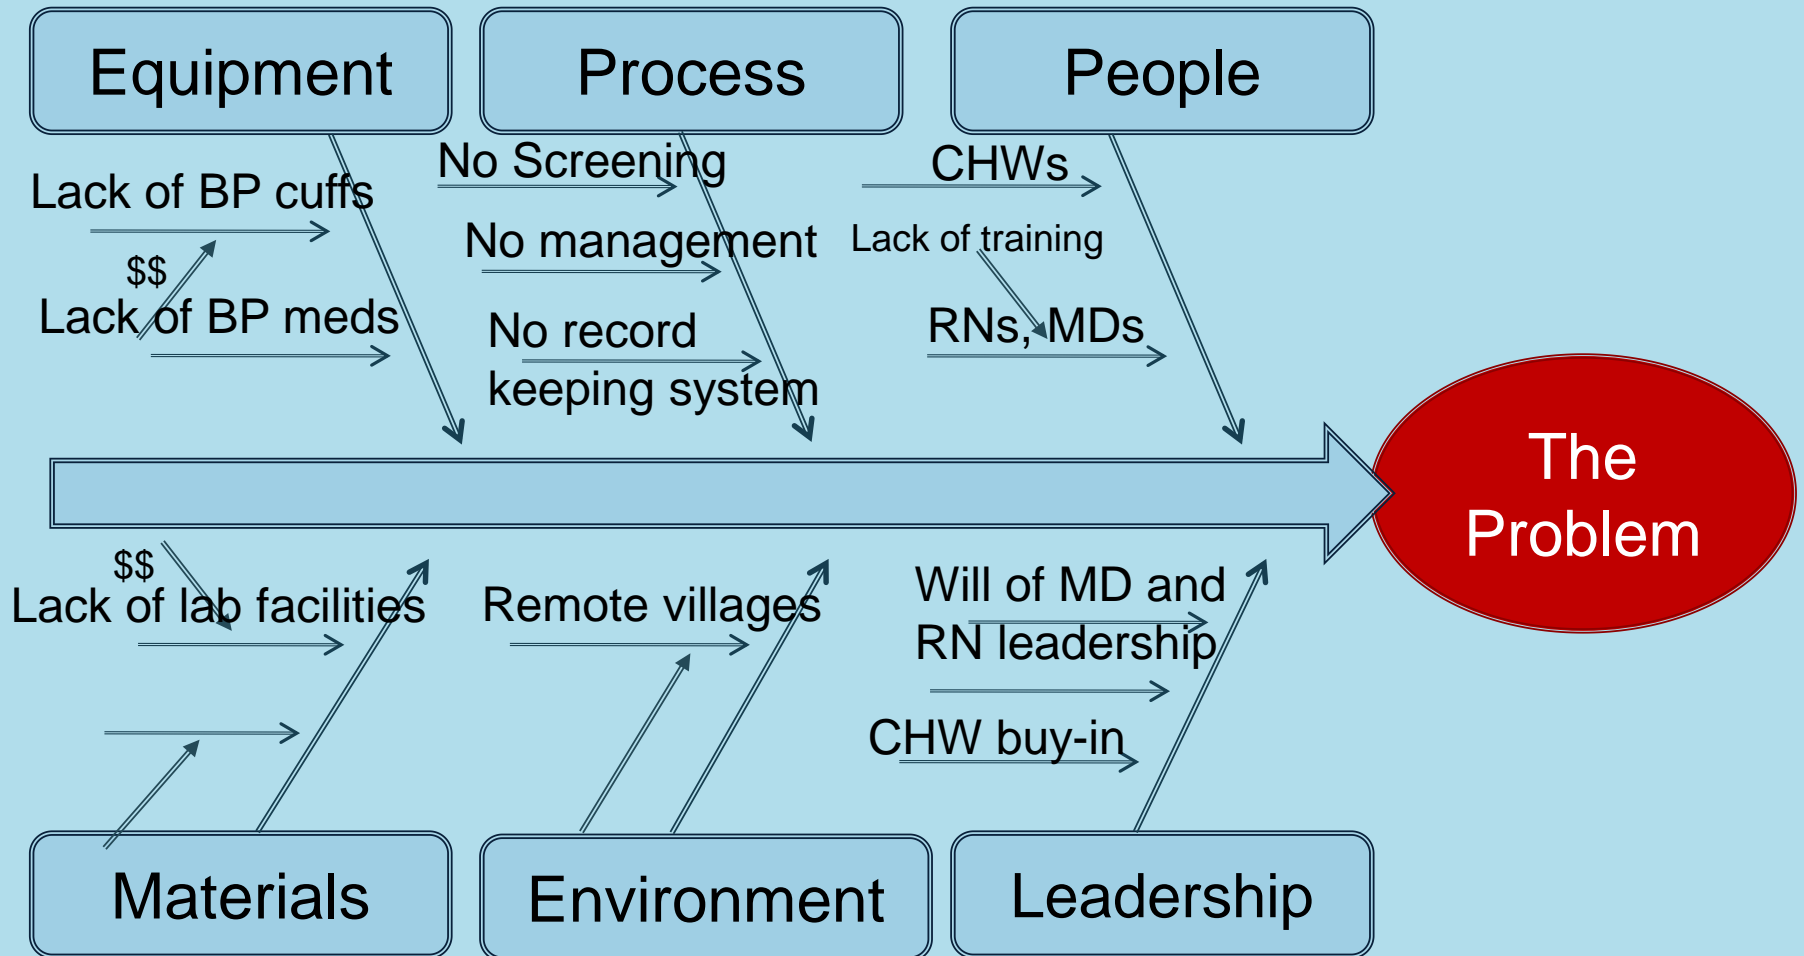 Equipment
Process
People
No Screening
CHWs
Lack of BP cuffs
No management
Lack of training
$$
Lack of BP meds
No record
keeping system
RNs, MDs
The
Problem
$$
Lack of lab facilities
Remote villages
Will of MD and
RN leadership
CHW buy-in
Materials
Environment
Leadership